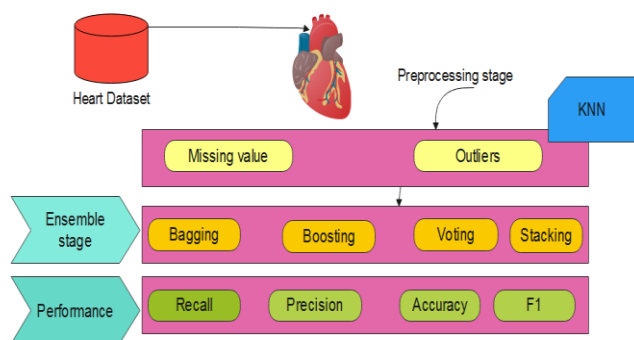 Heart Dataset
Preprocessing stage
KNN
Missing value
Outliers
Ensemble
stage
Bagging
Boosting
Voting
Stacking
Performance
Recall
Precision
Accuracy
F1